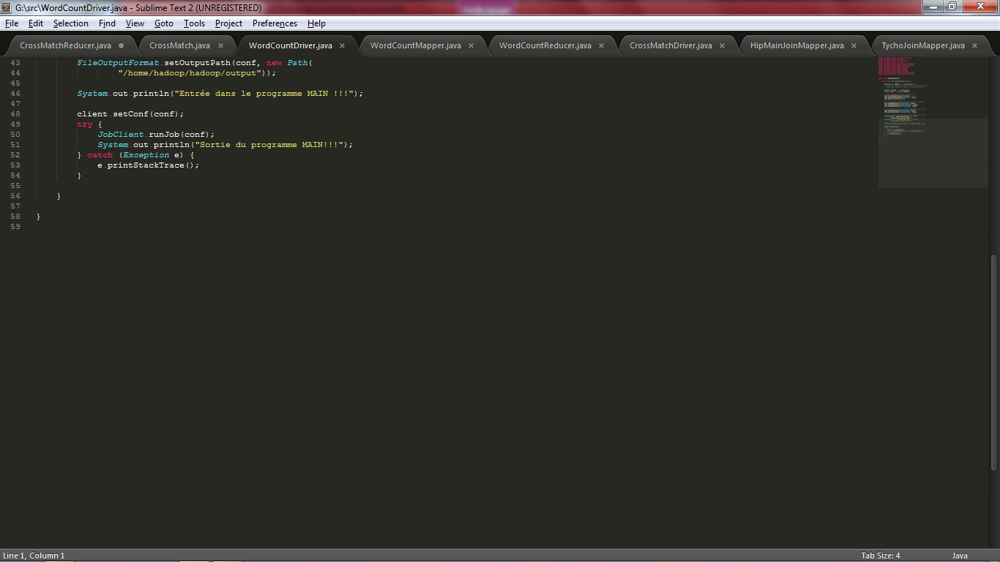 G:\src\WordCountDriver.java - Sublime Text 2 (UNREGISTERED)
File Edit Selection Find View Goto Tools Project Preferences Help
CrossMatchReducer.java CrossMatch.java WordCountDriver.java WordCountMapper.java WordCountReducer.java CrossMatchDriver.java HipMainJoinMapper.java TychoJoinMapper.java
43 FileOutputFormat.setOutputPath(conf, new Path(
44 "/home/hadoop/hadoop/output"));
45
46 System.out.println("Entrée dans le programme MAIN !!!");
47
48 client.setConf(conf);
49 try {
50 JobClient.runJob(conf);
51 System.out.println("Sortie du programme MAIN!!!");
52 } catch (Exception e) {
53 e.printStackTrace();
54 }
55
56 }
57
58 }
59
Line 1, Column 1 Tab Size: 4 Java